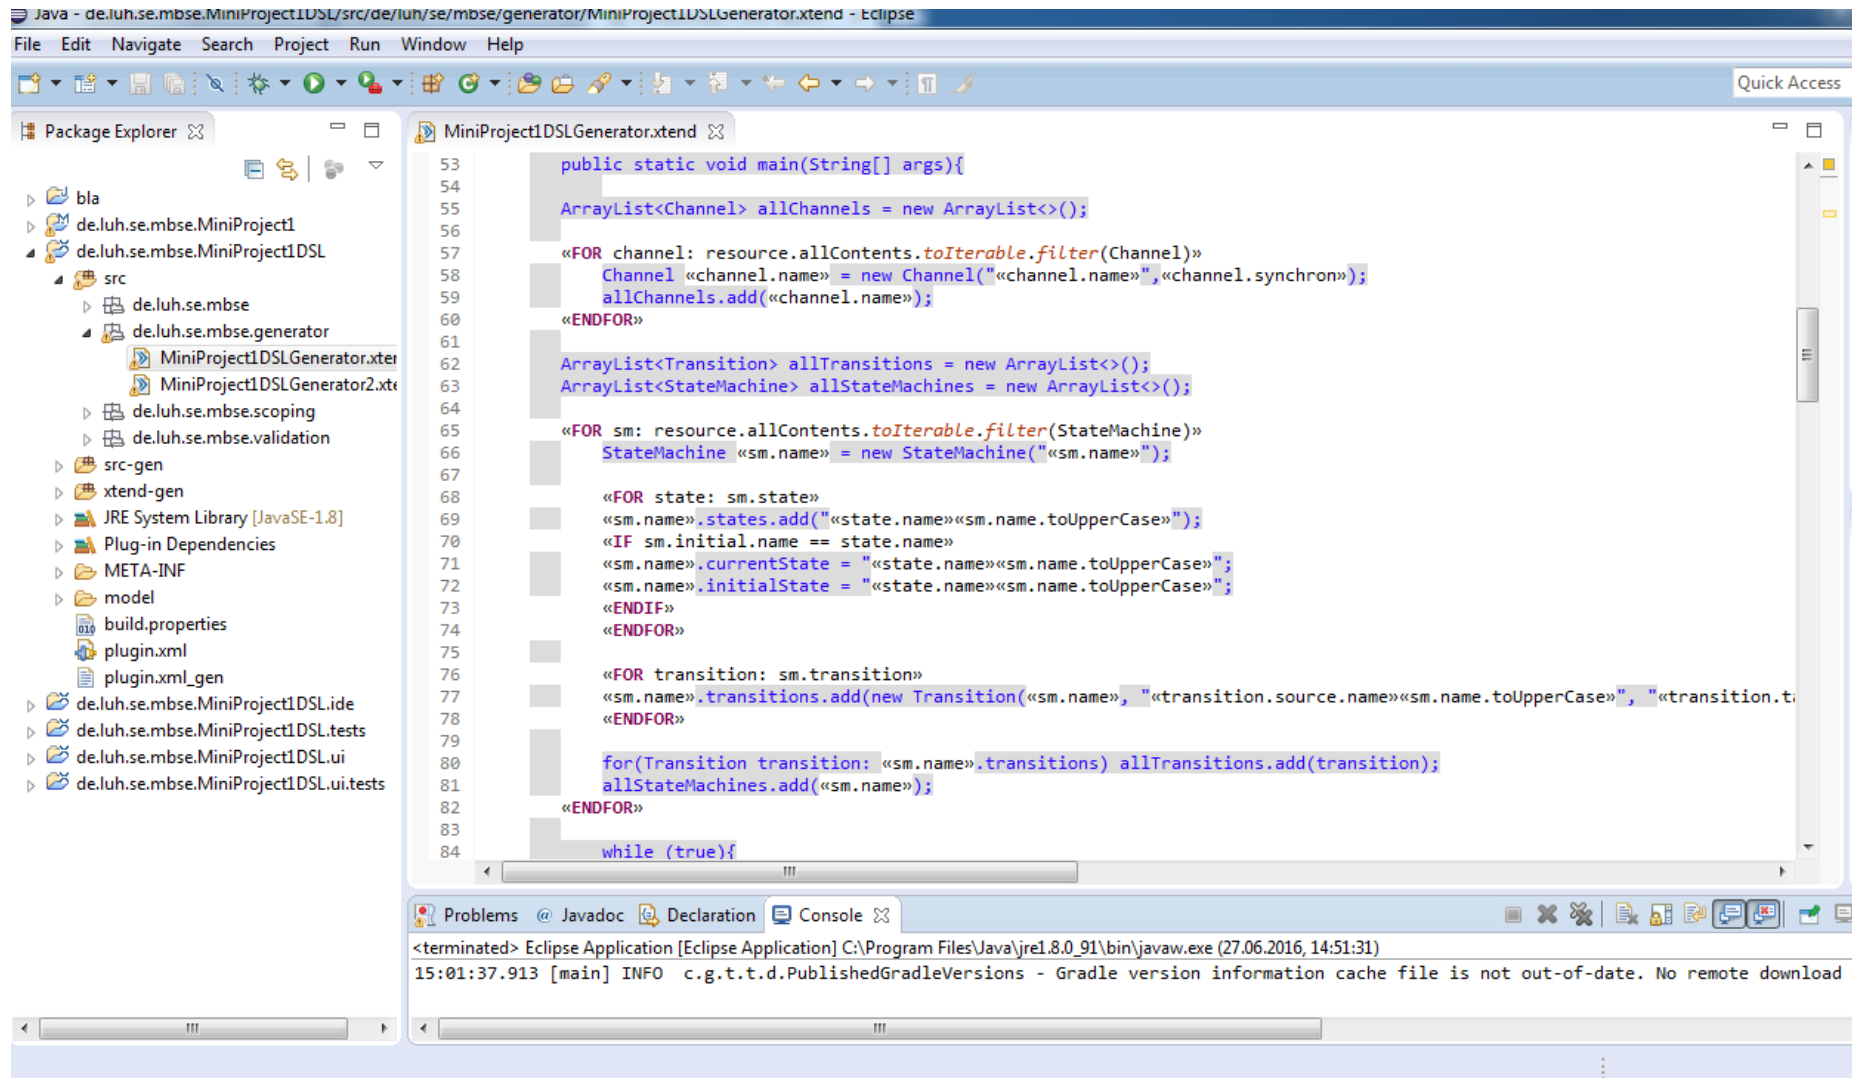 Java - de.luh.se.mbse.MiniProject1DSL/src/de/luh/se/mbse/generator/MiniProject1DSLGenerator.xtend - Eclipse
File Edit Navigate Search Project Run Window Help
Quick Access
Package Explorer
bla
de.luh.se.mbse.MiniProject1
de.luh.se.mbse.MiniProject1DSL
src
de.luh.se.mbse
de.luh.se.mbse.generator
MiniProject1DSLGenerator.xter
MiniProject1DSLGenerator2.xte
de.luh.se.mbse.scoping
de.luh.se.mbse.validation
src-gen
xtend-gen
JRE System Library [JavaSE-1.8]
Plug-in Dependencies
META-INF
model
build.properties
plugin.xml
plugin.xml_gen
de.luh.se.mbse.MiniProject1DSL.ide
de.luh.se.mbse.MiniProject1DSL.tests
de.luh.se.mbse.MiniProject1DSL.ui
de.luh.se.mbse.MiniProject1DSL.ui.tests
MiniProject1DSLGenerator.xtend
53 public static void main(String[] args){
54
55 ArrayList<Channel> allChannels = new ArrayList<>();
56
57 «FOR channel: resource.allContents.toIterable.filter(Channel)»
58 Channel «channel.name» = new Channel("«channel.name»",«channel.synchron»);
59 allChannels.add(«channel.name»);
60 «ENDFOR»
61
62 ArrayList<Transition> allTransitions = new ArrayList<>();
63 ArrayList<StateMachine> allStateMachines = new ArrayList<>();
64
65 «FOR sm: resource.allContents.toIterable.filter(StateMachine)»
66 StateMachine «sm.name» = new StateMachine("«sm.name»");
67
68 «FOR state: sm.state»
69 «sm.name».states.add("«state.name»«sm.name.toUpperCase»");
70 «IF sm.initial.name == state.name»
71 «sm.name».currentState = "«state.name»«sm.name.toUpperCase»";
72 «sm.name».initialState = "«state.name»«sm.name.toUpperCase»";
73 «ENDIF»
74 «ENDFOR»
75
76 «FOR transition: sm.transition»
77 «sm.name».transitions.add(new Transition(«sm.name», "«transition.source.name»«sm.name.toUpperCase»", "«transition.ta
78 «ENDFOR»
79
80 for(Transition transition: «sm.name».transitions) allTransitions.add(transition);
81 allStateMachines.add(«sm.name»);
82 «ENDFOR»
83
84 while (true){
Problems @ Javadoc Declaration Console
<terminated> Eclipse Application [Eclipse Application] C:\Program Files\Java\jre1.8.0_91\bin\javaw.exe (27.06.2016, 14:51:31)
15:01:37.913 [main] INFO c.g.t.t.d.PublishedGradleVersions - Gradle version information cache file is not out-of-date. No remote download